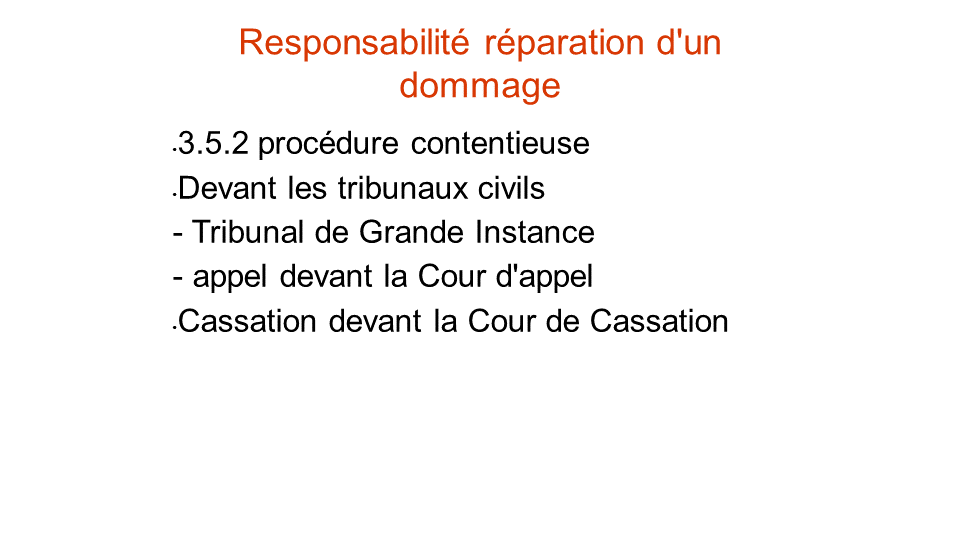 Responsabilité réparation d'un
dommage
•3.5.2 procédure contentieuse
•Devant les tribunaux civils
- Tribunal de Grande Instance
- appel devant la Cour d'appel
•Cassation devant la Cour de Cassation